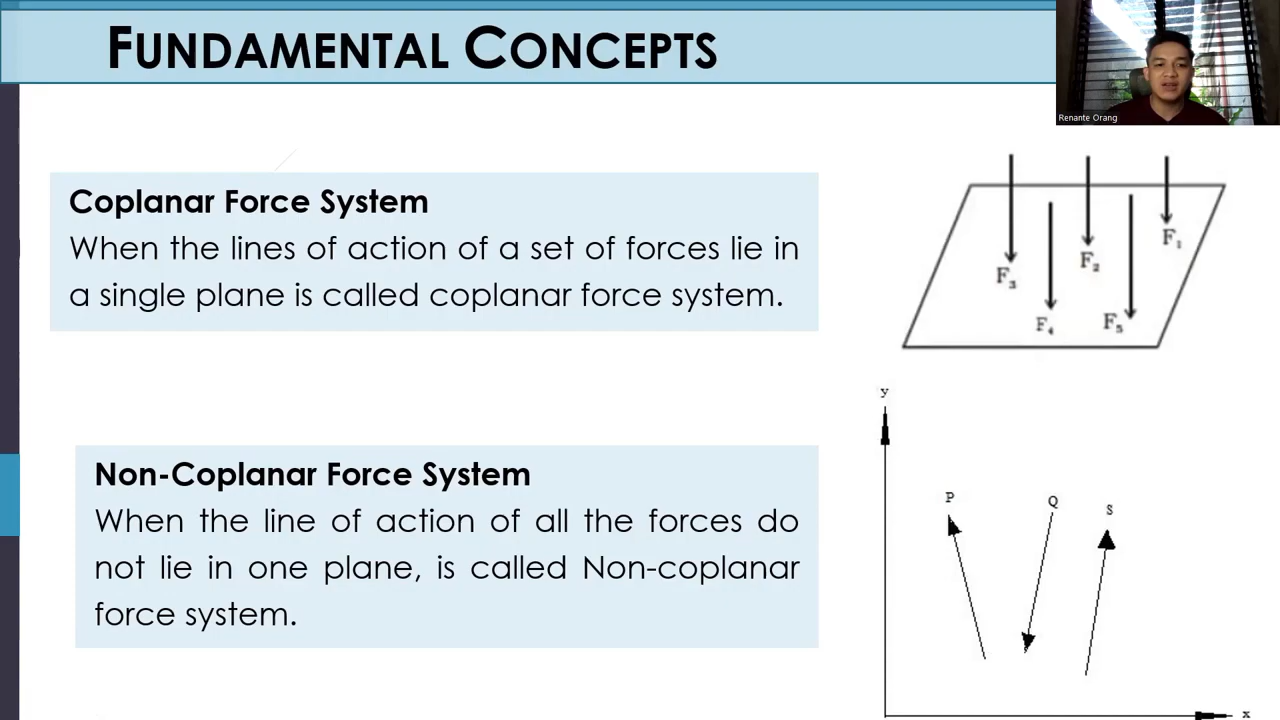 FUNDAMENTAL CONCEPTS
Renante Orang
Coplanar Force System
When the lines of action of a set of forces lie in
a single plane is called coplanar force system.
F₁
F₂
F₃
F₄
F₅
Non-Coplanar Force System
When the line of action of all the forces do
not lie in one plane, is called Non-coplanar
force system.
y
P
Q
S
x